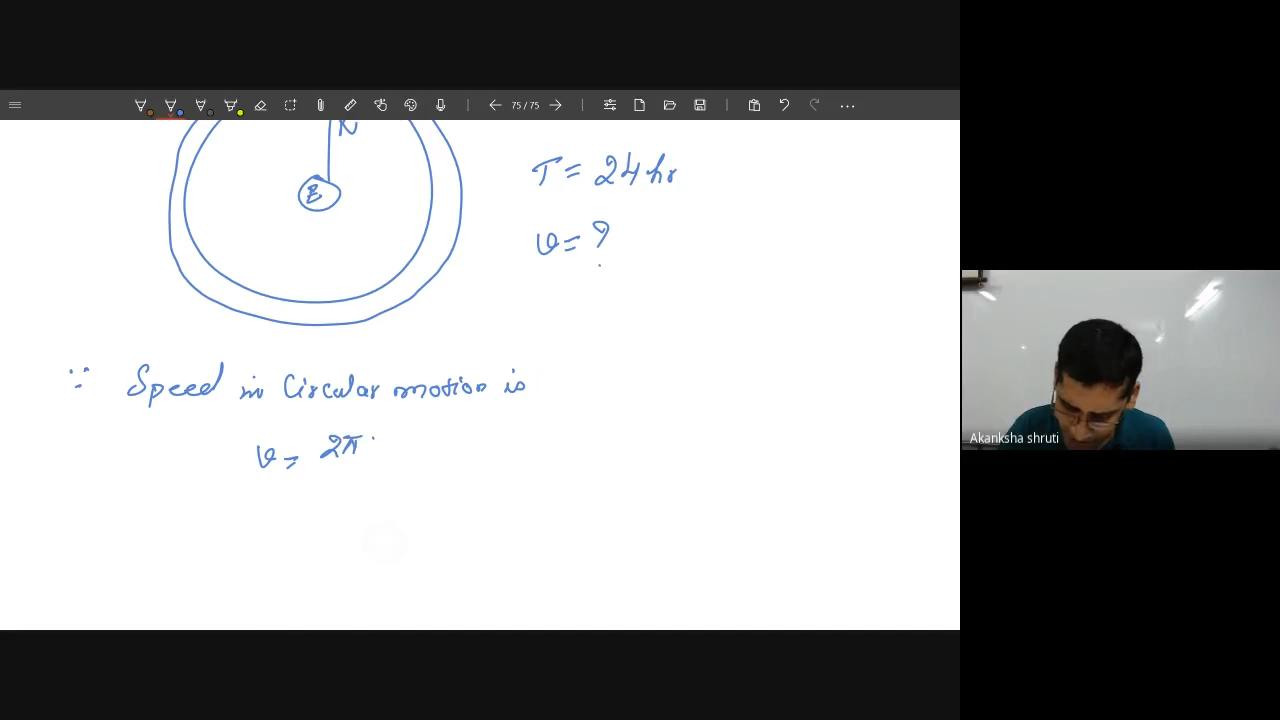 75 / 75
R
E
T = 24 hr
v = ?
∵ Speed in Circular motion is
v = 2π
Akanksha shruti